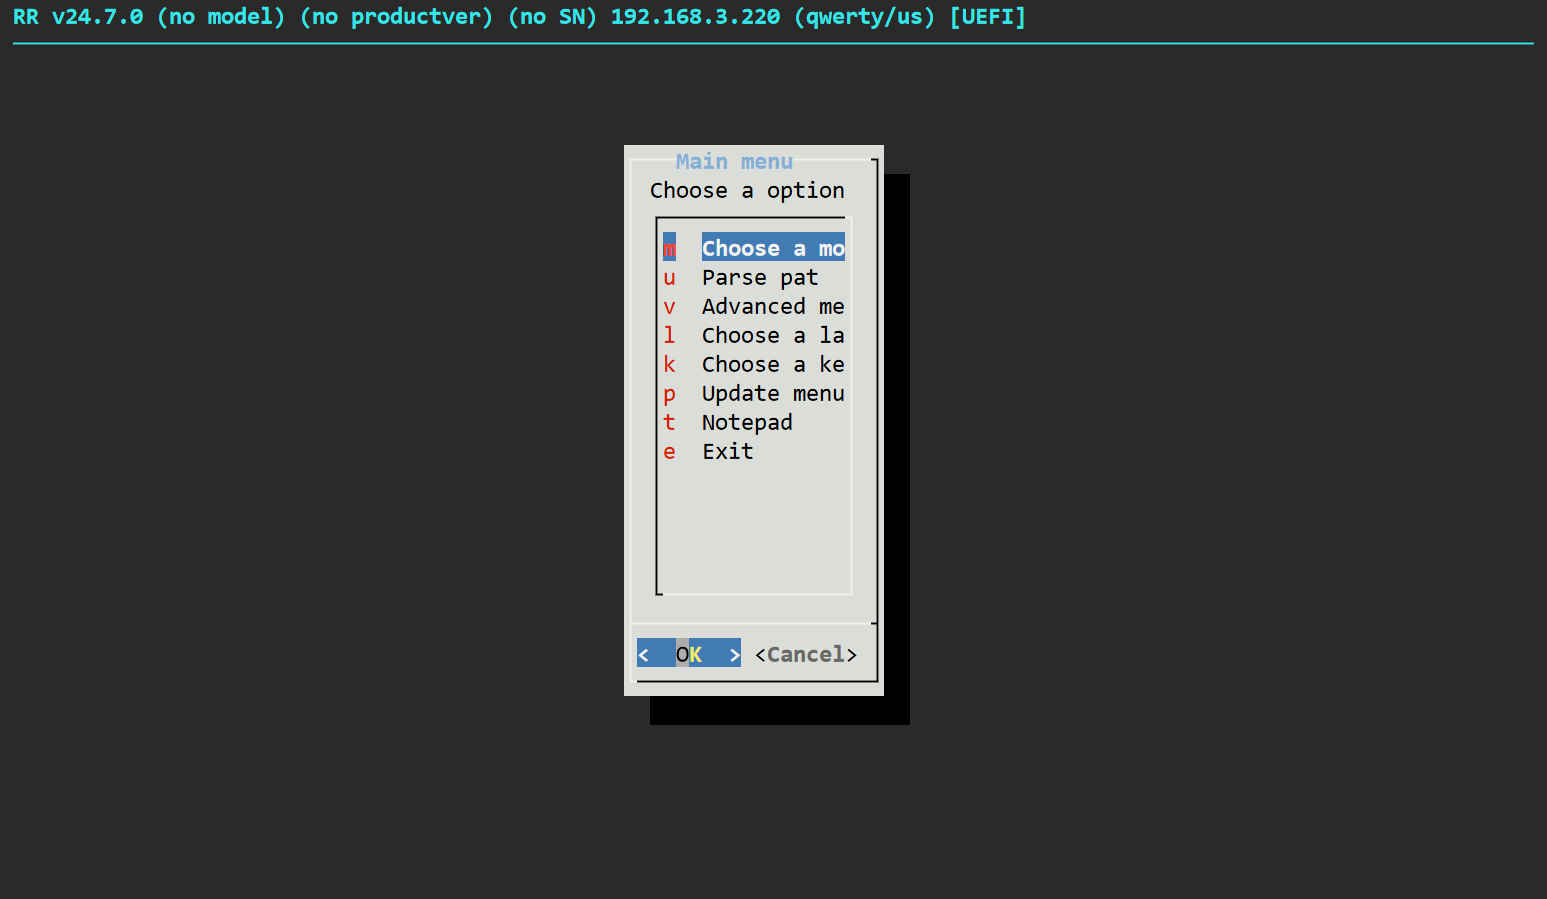 RR v24.7.0 (no model) (no productver) (no SN) 192.168.3.220 (qwerty/us) [UEFI]
Main menu
Choose a option
m Choose a mo
u Parse pat
v Advanced me
l Choose a la
k Choose a ke
p Update menu
t Notepad
e Exit
< OK > <Cancel>